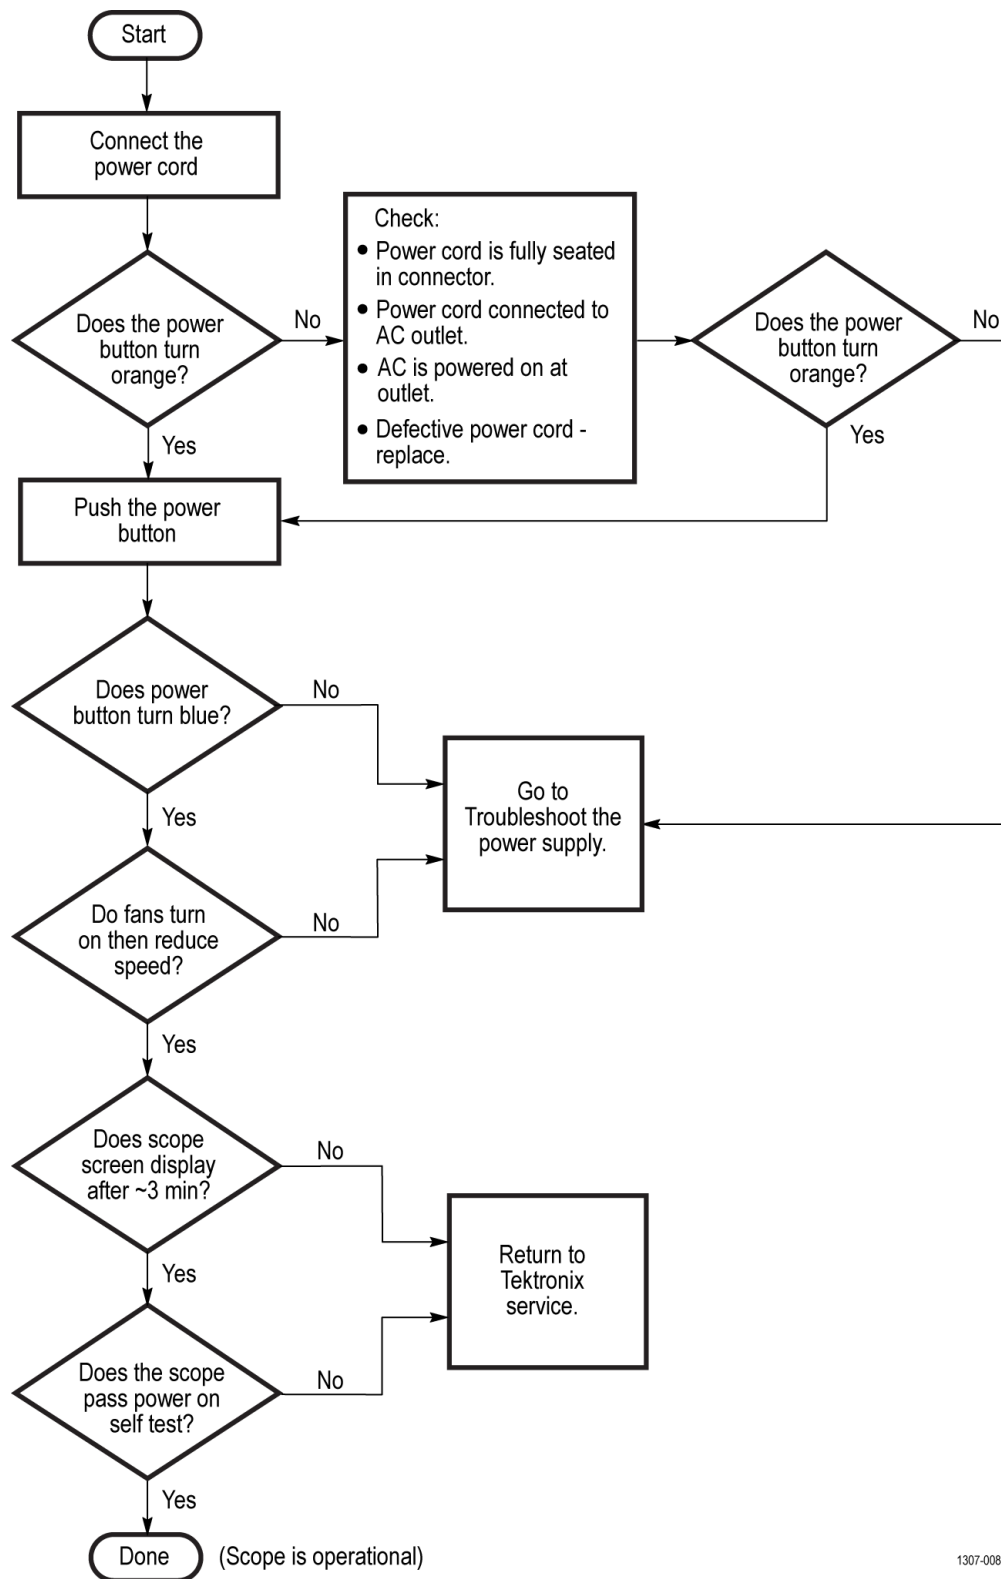 Start
Connect the
power cord
Does the power
button turn
orange?
No
Check:
• Power cord is fully seated
in connector.
• Power cord connected to
AC outlet.
• AC is powered on at
outlet.
• Defective power cord -
replace.
Does the power
button turn
orange?
No
Yes
Yes
Push the power
button
Does power
button turn blue?
No
Yes
Go to
Troubleshoot the
power supply.
Do fans turn
on then reduce
speed?
No
Yes
Does scope
screen display
after ~3 min?
No
Yes
Return to
Tektronix
service.
Does the scope
pass power on
self test?
No
Yes
Done
(Scope is operational)
1307-008